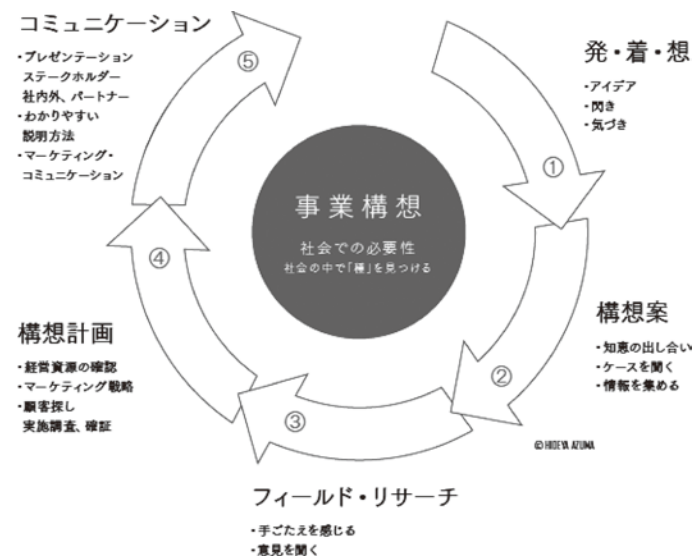 コミュニケーション
・プレゼンテーション
ステークホルダー
社内外、パートナー
・わかりやすい
説明方法
・マーケティング・
コミュニケーション
⑤
発・着・想
・アイデア
・閃き
・気づき
①
事業構想
社会での必要性
社会の中で「種」を見つける
④
構想計画
・経営資源の確認
・マーケティング戦略
・顧客探し
実施調査、確証
構想案
・知恵の出し合い
・ケースを聞く
・情報を集める
②
③
© HIDEYA AZUMA
フィールド・リサーチ
・手ごたえを感じる
・意見を聞く